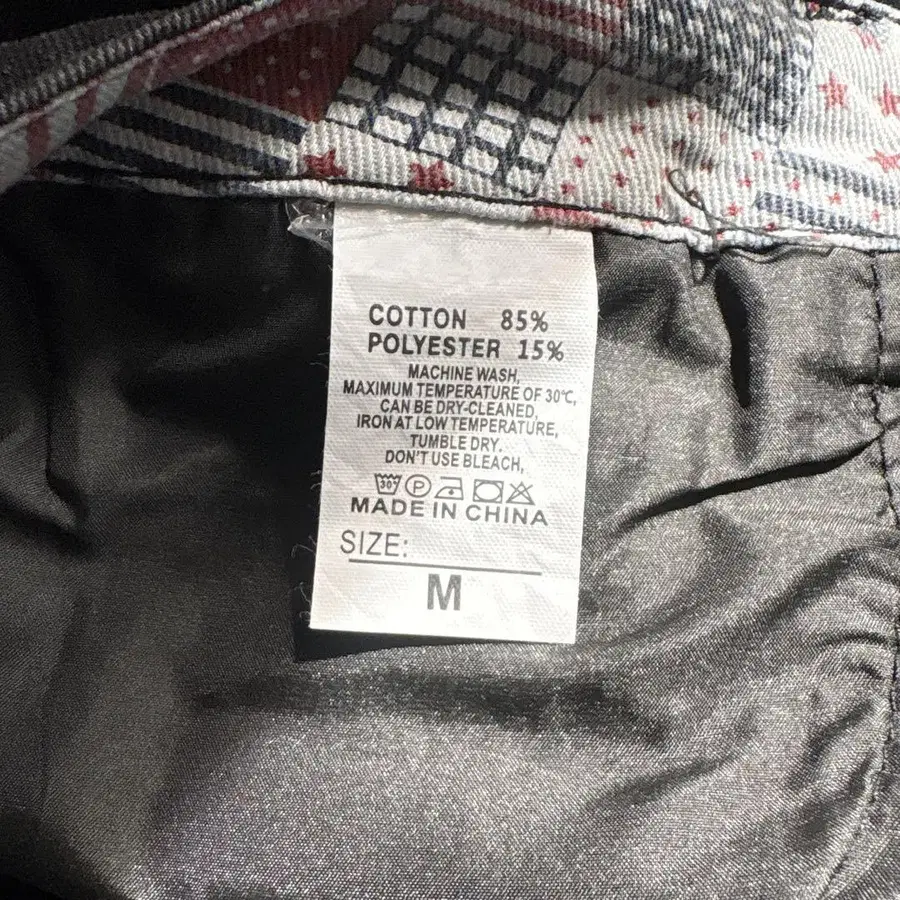 COTTON 85%
POLYESTER 15%
MACHINE WASH,
MAXIMUM TEMPERATURE OF 30℃,
CAN BE DRY-CLEANED,
IRON AT LOW TEMPERATURE,
TUMBLE DRY.
DON'T USE BLEACH,
30° P
MADE IN CHINA
SIZE:
M